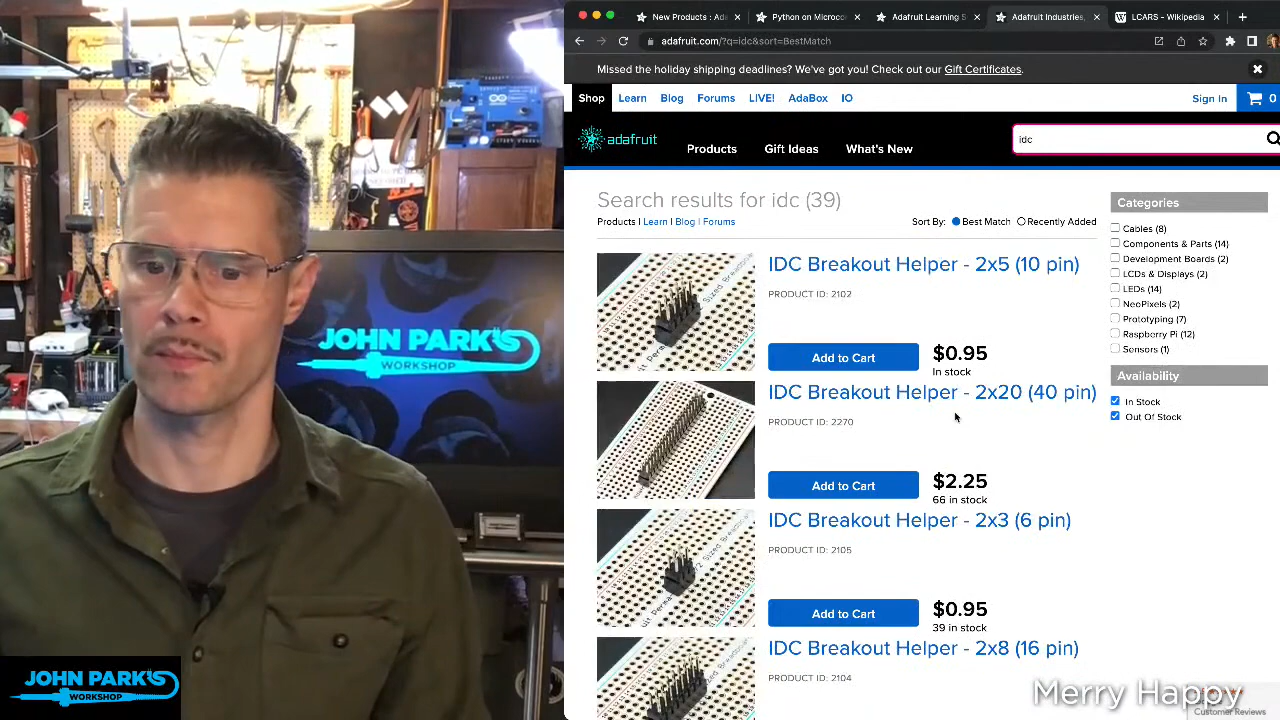 New Products : Ada
Python on Microco
Adafruit Learning S
Adafruit Industries
LCARS - Wikipedia
adafruit.com/?q=idc&sort=BestMatch
Missed the holiday shipping deadlines? We've got you! Check out our Gift Certificates.
Shop Learn Blog Forums LIVE! AdaBox IO Sign In 0
adafruit Products Gift Ideas What's New idc
Search results for idc (39)
Products | Learn | Blog | Forums
Sort By: Best Match Recently Added
IDC Breakout Helper - 2x5 (10 pin)
PRODUCT ID: 2102
Add to Cart $0.95
In stock
IDC Breakout Helper - 2x20 (40 pin)
PRODUCT ID: 2270
Add to Cart $2.25
66 in stock
IDC Breakout Helper - 2x3 (6 pin)
PRODUCT ID: 2105
Add to Cart $0.95
39 in stock
IDC Breakout Helper - 2x8 (16 pin)
PRODUCT ID: 2104
Categories
Cables (8)
Components & Parts (14)
Development Boards (2)
LCDs & Displays (2)
LEDs (14)
NeoPixels (2)
Prototyping (7)
Raspberry Pi (12)
Sensors (1)
Availability
In Stock
Out Of Stock
Merry Happy
Customer Reviews
JOHN PARK'S
WORKSHOP
JOHN PARK'S
WORKSHOP